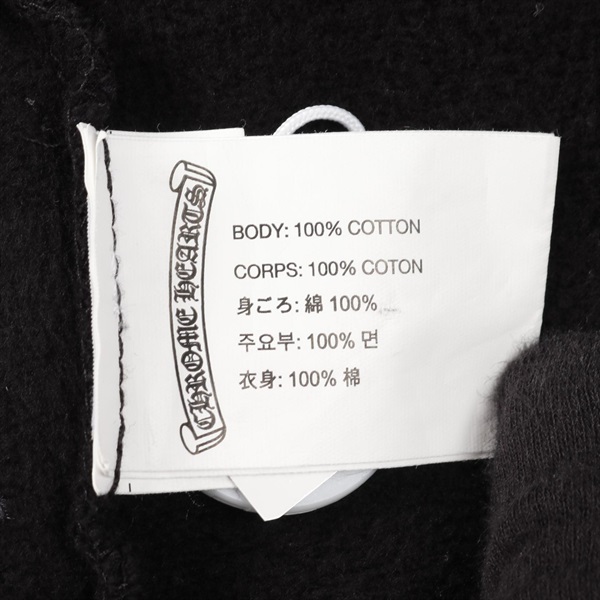 CHROME HEARTS
BODY: 100% COTTON
CORPS: 100% COTON
身ごろ: 綿 100%
주요부: 100% 면
衣身: 100% 棉